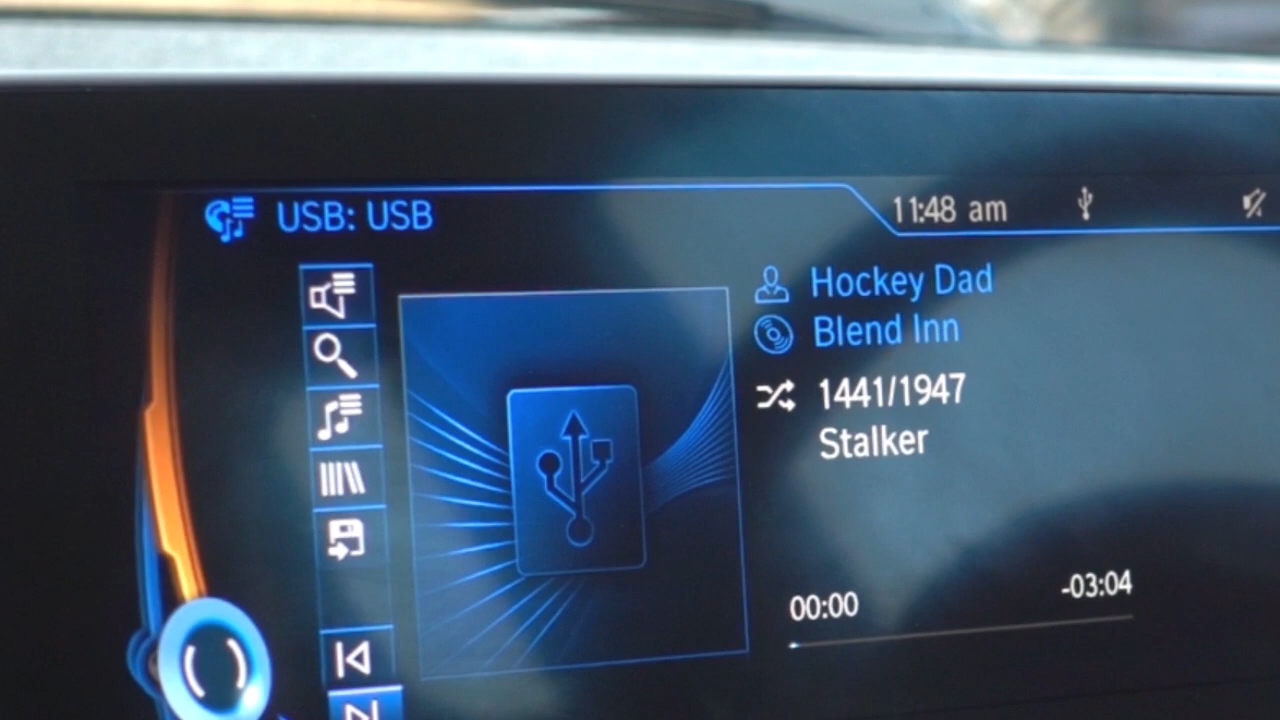 USB: USB
11:48 am
Hockey Dad
Blend Inn
1441/1947
Stalker
00:00
-03:04